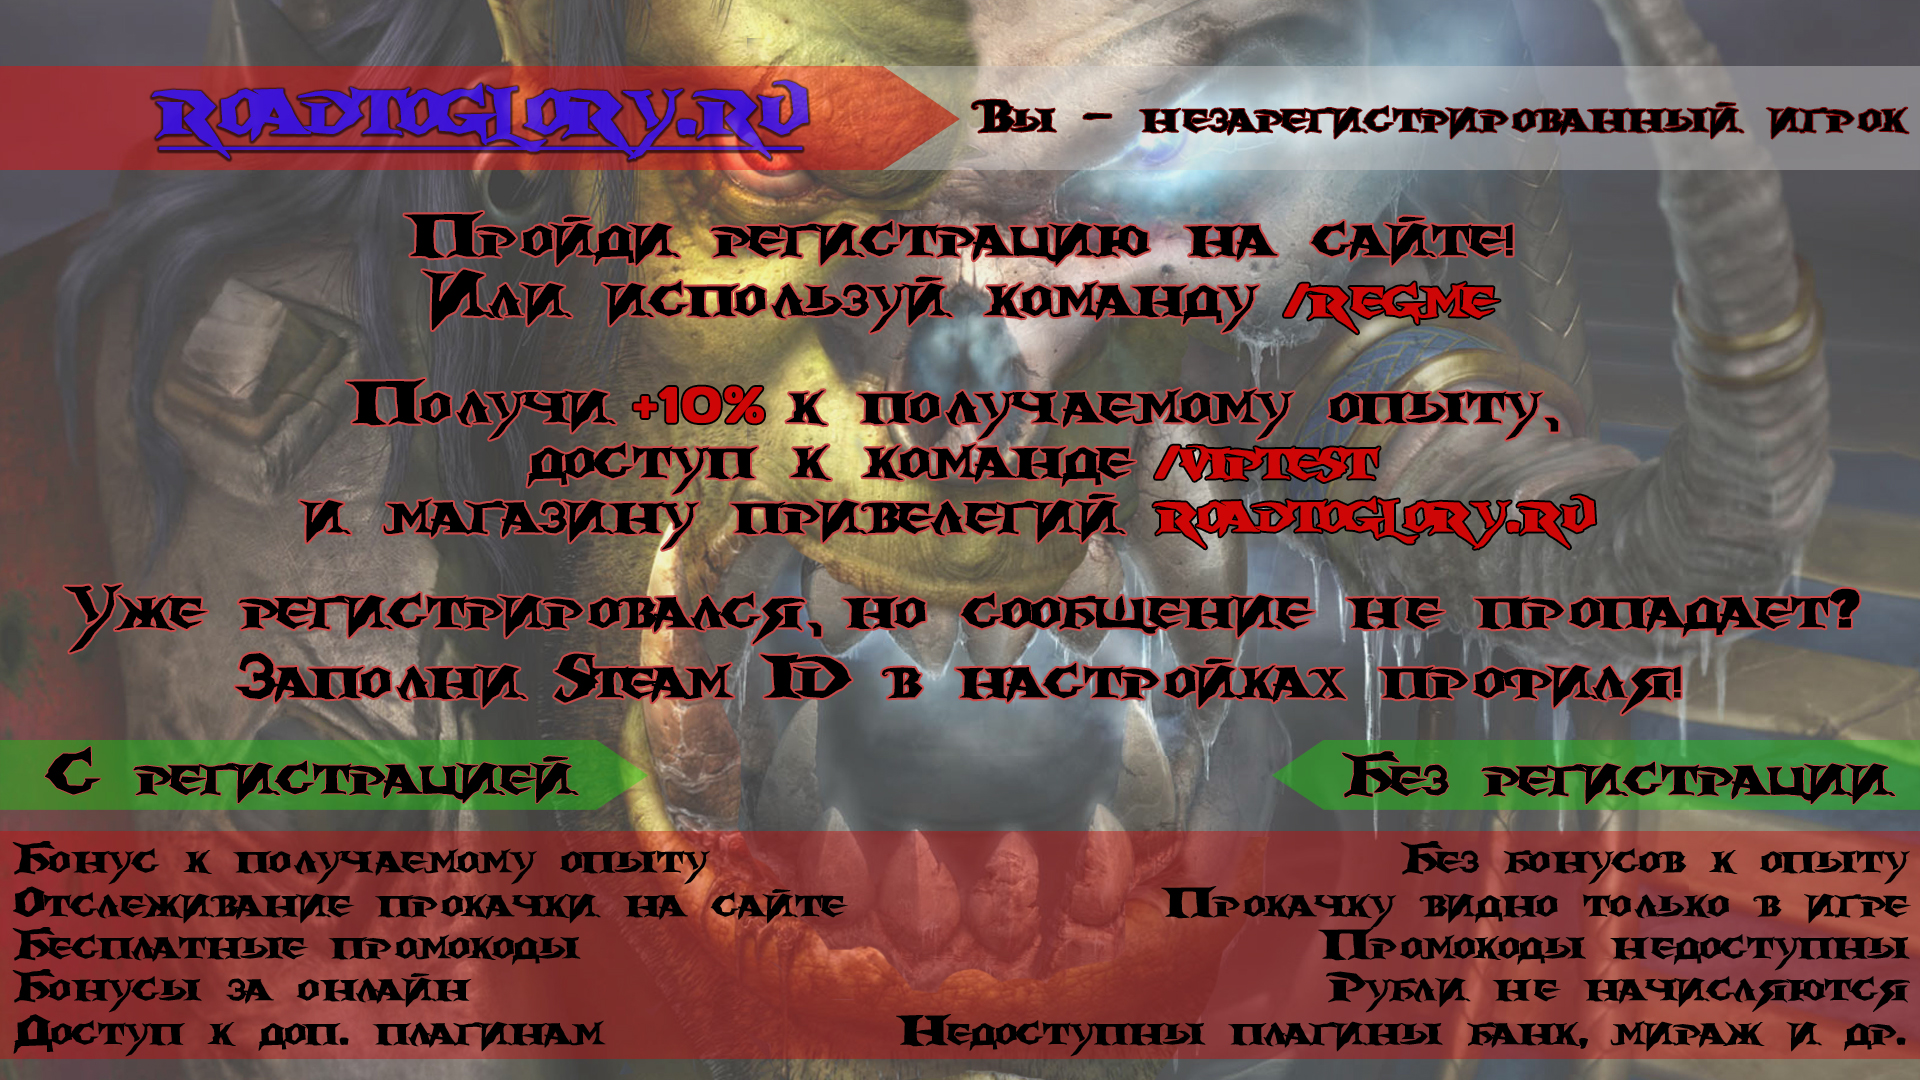 ROADTOGLORY.RU
Вы - незарегистрированный игрок
Пройди регистрацию на сайте!
Или используй команду /REGME
Получи +10% к получаемому опыту,
доступ к команде /VIPTEST
и магазину привелегий ROADTOGLORY.RU
Уже регистрировался, но сообщение не пропадает?
Заполни Steam ID в настройках профиля!
С регистрацией
Бонус к получаемому опыту
Отслеживание прокачки на сайте
Бесплатные промокоды
Бонусы за онлайн
Доступ к доп. плагинам
Без регистрации
Без бонусов к опыту
Прокачку видно только в игре
Промокоды недоступны
Рубли не начисляются
Недоступны плагины банк, мираж и др.